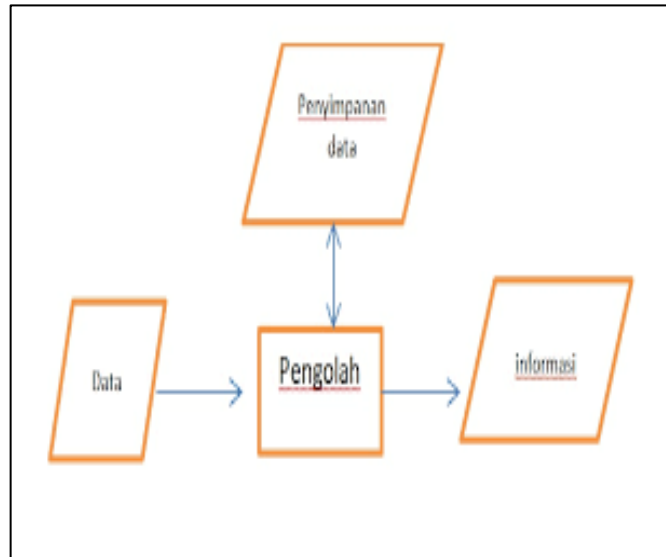 Penyimpanan
data
Data
Pengolah
informasi